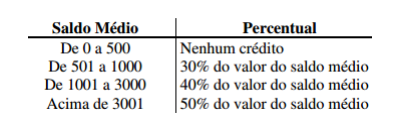 Saldo Médio Percentual
De 0 a 500 Nenhum crédito
De 501 a 1000 30% do valor do saldo médio
De 1001 a 3000 40% do valor do saldo médio
Acima de 3001 50% do valor do saldo médio